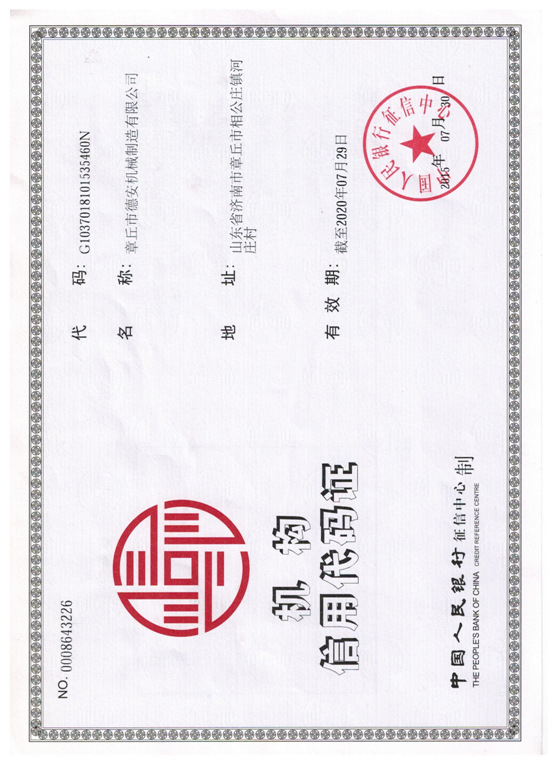 NO. 0008643226
机构
信用代码证
中国人民银行 征信中心 制
THE PEOPLE'S BANK OF CHINA CREDIT REFERENCE CENTRE
代 码: G1037018101535460N
名 称: 章丘市德安机械制造有限公司
地 址: 山东省济南市章丘市相公庄镇河
庄村
有 效 期: 截至2020年07月29日
中国人民银行征信中心
2015年 07月 30日